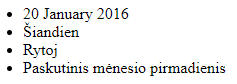 20 January 2016
Šiandien
Rytoj
Paskutinis mėnesio pirmadienis